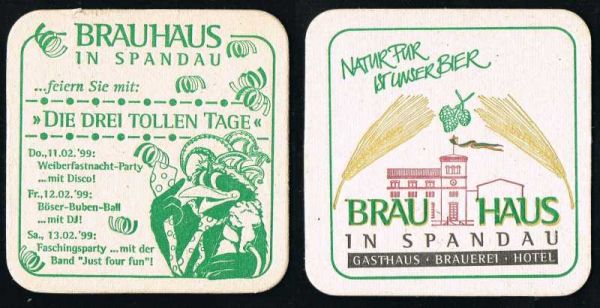 BRAUHAUS
IN SPANDAU
...feiern Sie mit:
»DIE DREI TOLLEN TAGE«
Do.,11.02.'99:
Weiberfastnacht-Party
...mit Disco!
Fr.,12.02.'99:
Böser-Buben-Ball
...mit DJ!
Sa., 13.02.'99:
Faschingsparty ...mit der
Band "Just four fun"!
NATUR PUR
IST UNSER BIER
BRAU HAUS
IN SPANDAU
GASTHAUS · BRAUEREI · HOTEL